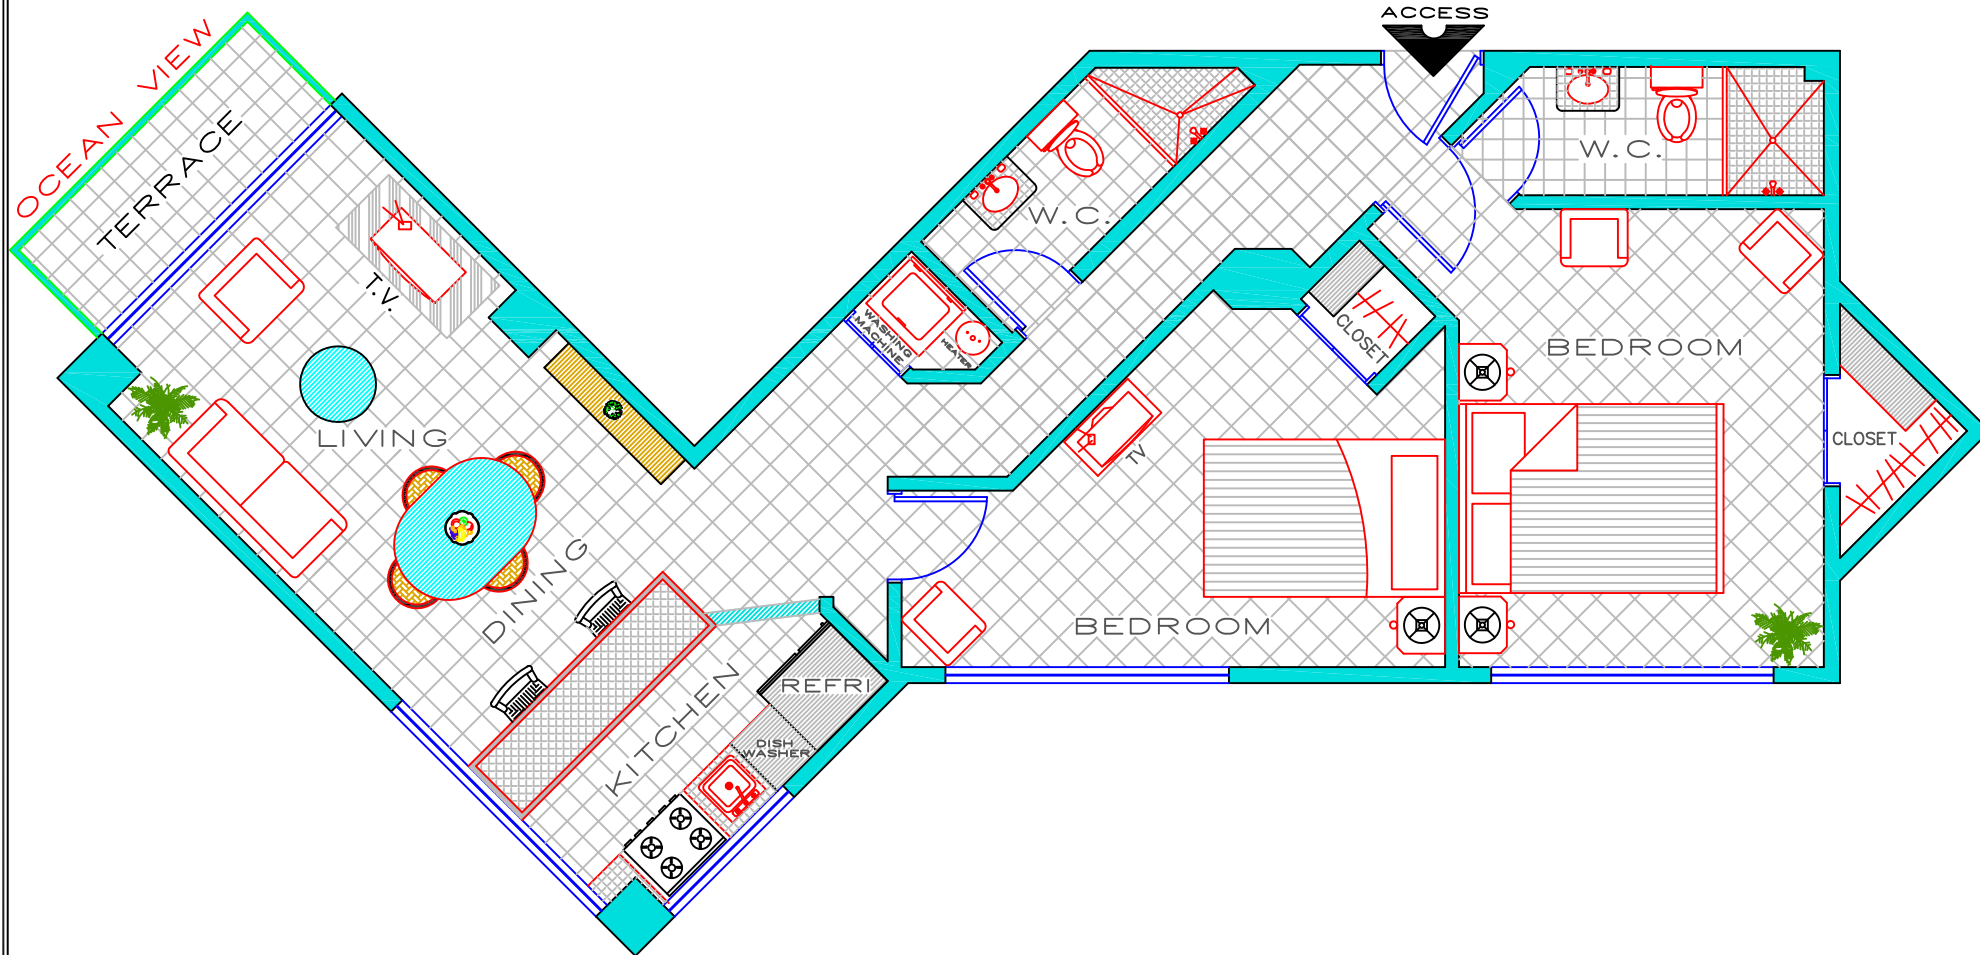 ACCESS
OCEAN VIEW
TERRACE
T.V.
W.C.
W.C.
WASHING
MACHINE
HEATER
CLOSET
BEDROOM
CLOSET
LIVING
TV
DINING
BEDROOM
KITCHEN
REFRI
DISH
WASHER